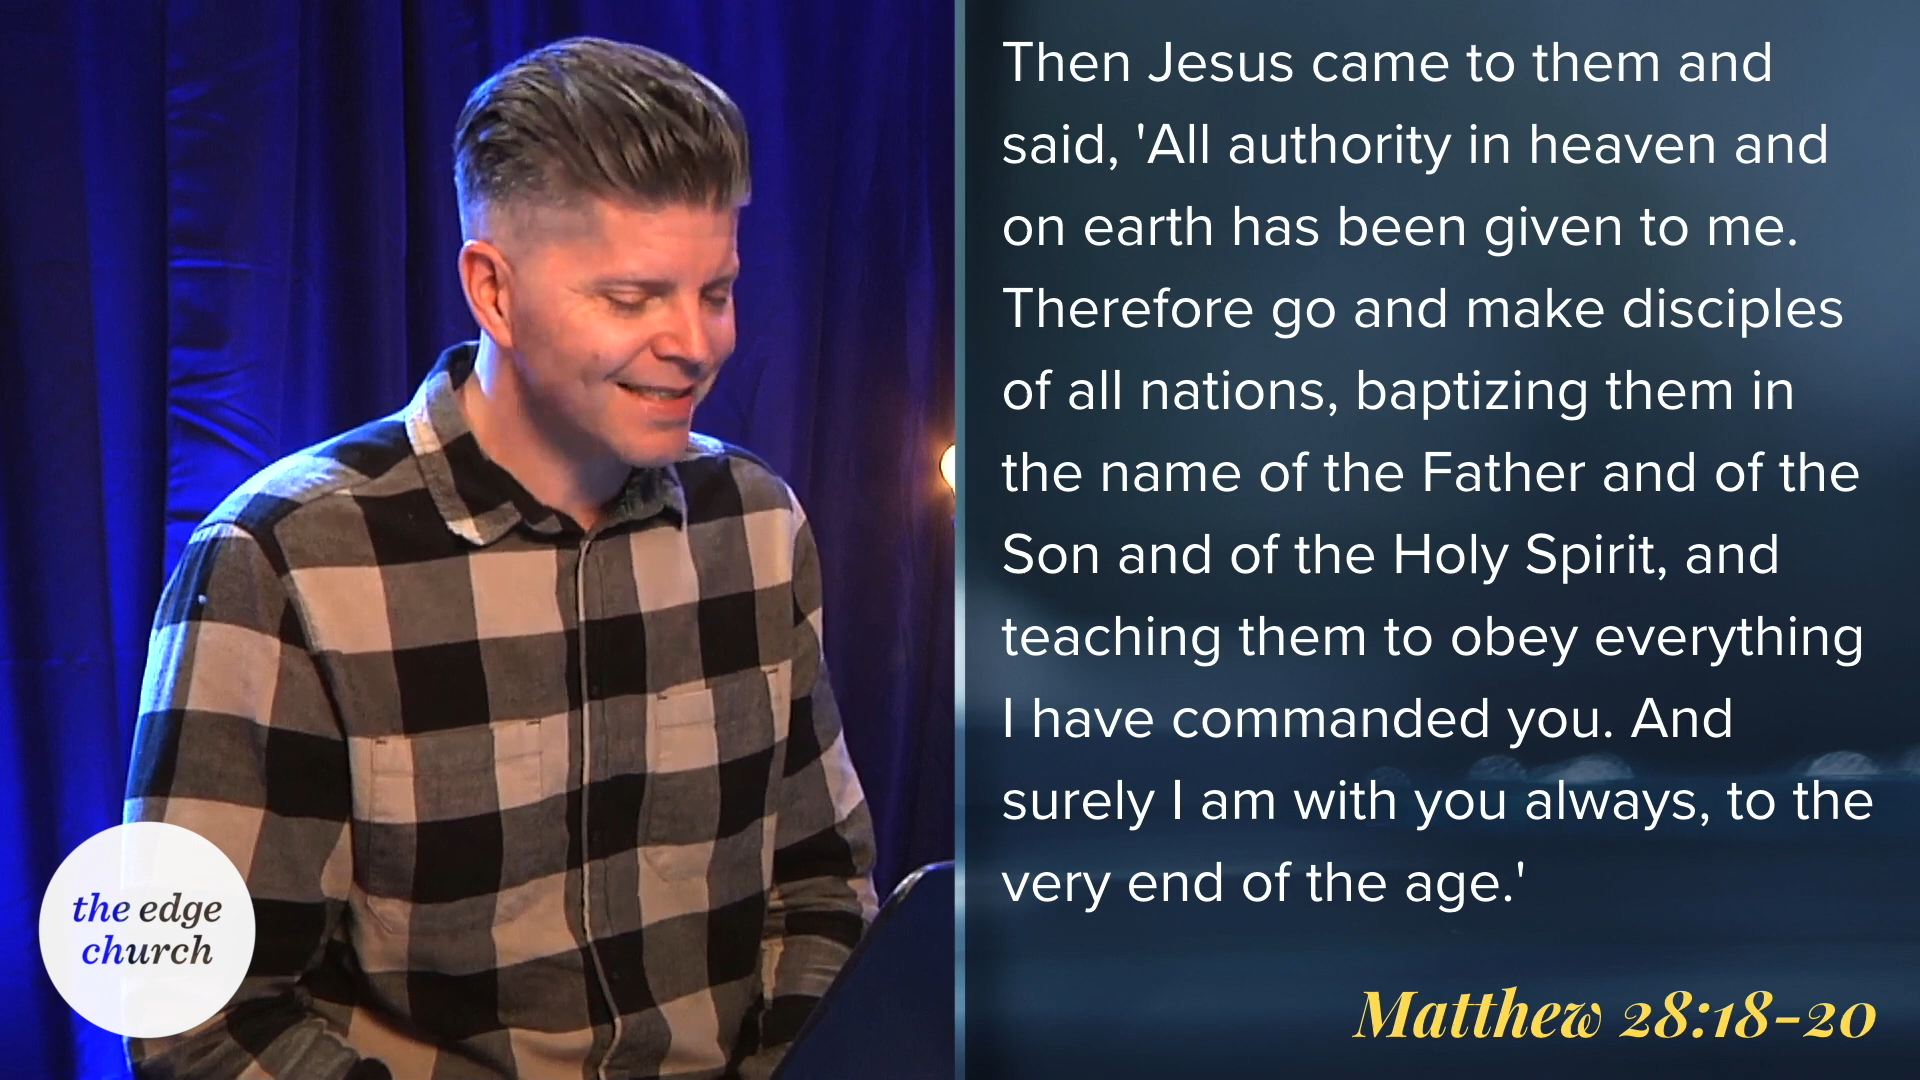 Then Jesus came to them and
said, 'All authority in heaven and
on earth has been given to me.
Therefore go and make disciples
of all nations, baptizing them in
the name of the Father and of the
Son and of the Holy Spirit, and
teaching them to obey everything
I have commanded you. And
surely I am with you always, to the
very end of the age.'
Matthew 28:18-20
the edge
church